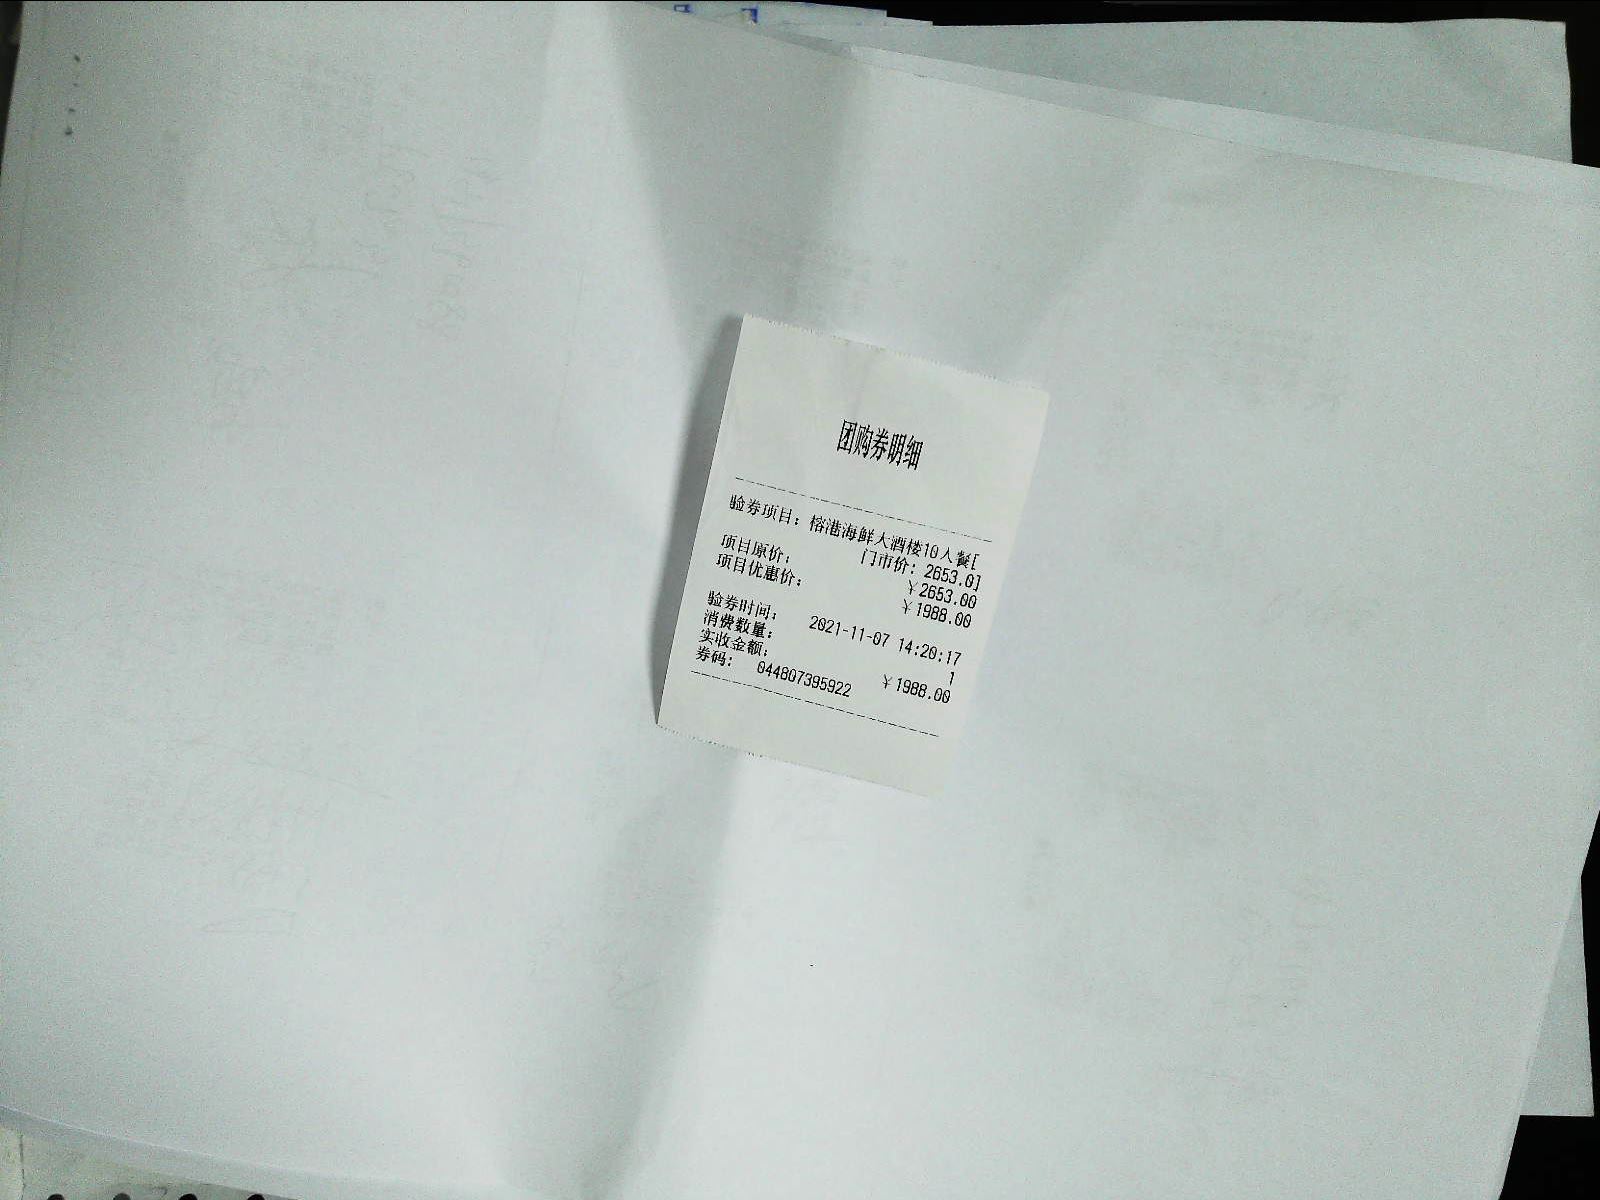 团购券明细
验券项目：榕港海鲜大酒楼10人餐[
门市价：2653.0]
项目原价： ￥2653.00
项目优惠价： ￥1988.00
验券时间： 2021-11-07 14:20:17
消费数量： 1
实收金额： ￥1988.00
券码： 044807395922